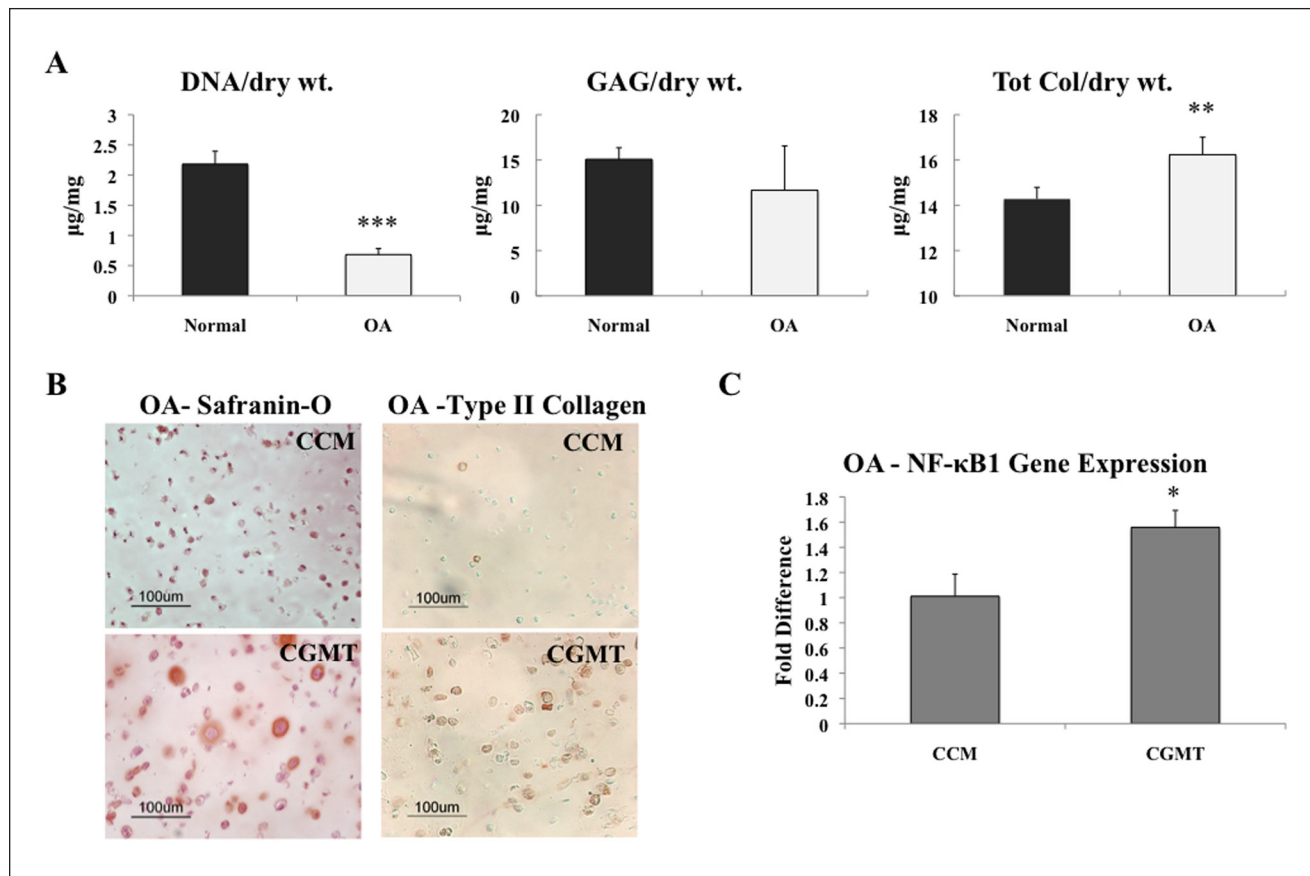 A
DNA/dry wt.
3
2.5
2
1.5
1
0.5
0
µg/mg
***
Normal
OA
GAG/dry wt.
20
15
10
5
0
µg/mg
Normal
OA
Tot Col/dry wt.
18
16
14
12
10
µg/mg
**
Normal
OA
B
OA- Safranin-O
OA -Type II Collagen
CCM
100um
CCM
100um
CGMT
100um
CGMT
100um
C
OA - NF-κB1 Gene Expression
1.8
1.6
1.4
1.2
1
0.8
0.6
0.4
0.2
0
Fold Difference
*
CCM
CGMT